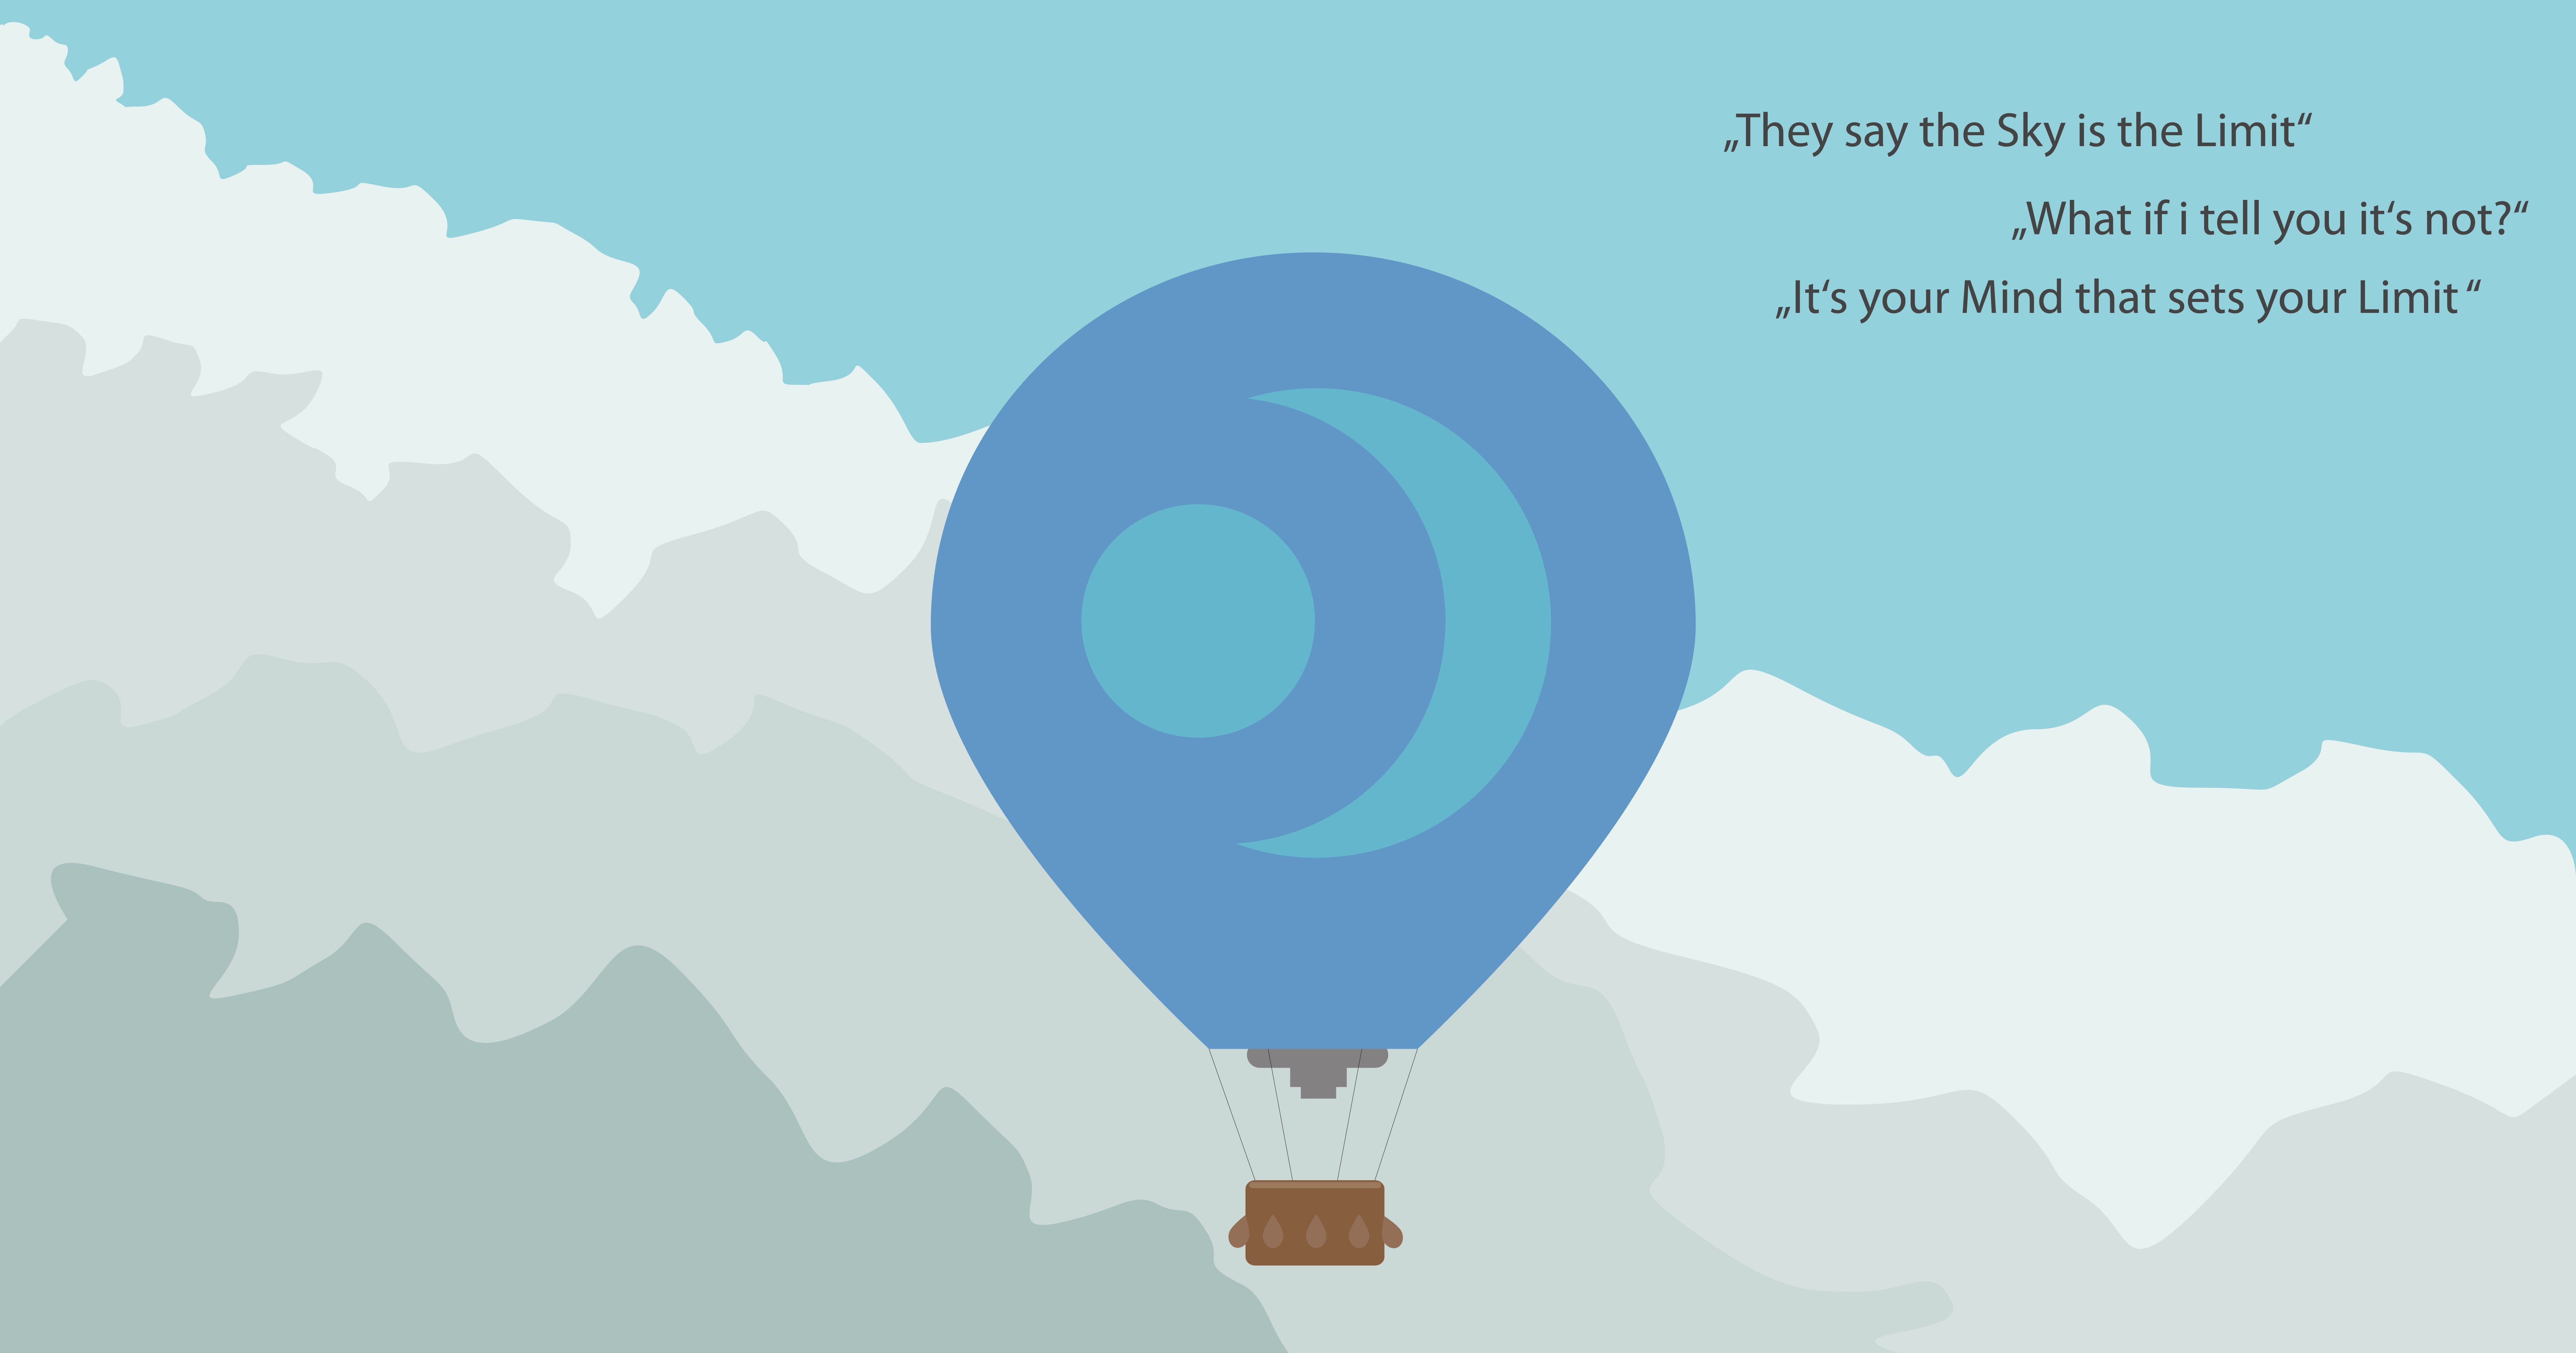 „They say the Sky is the Limit“
„What if i tell you it‘s not?“
„It‘s your Mind that sets your Limit “